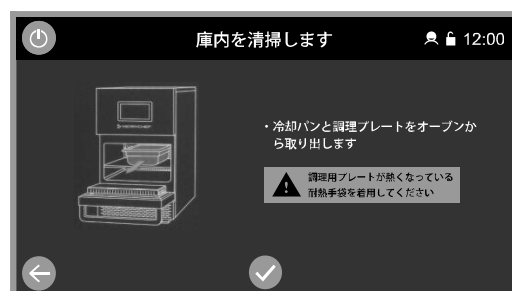 庫内を清掃します
12:00
・冷却パンと調理プレートをオーブンか
ら取り出します
調理用プレートが熱くなっている
耐熱手袋を着用してください